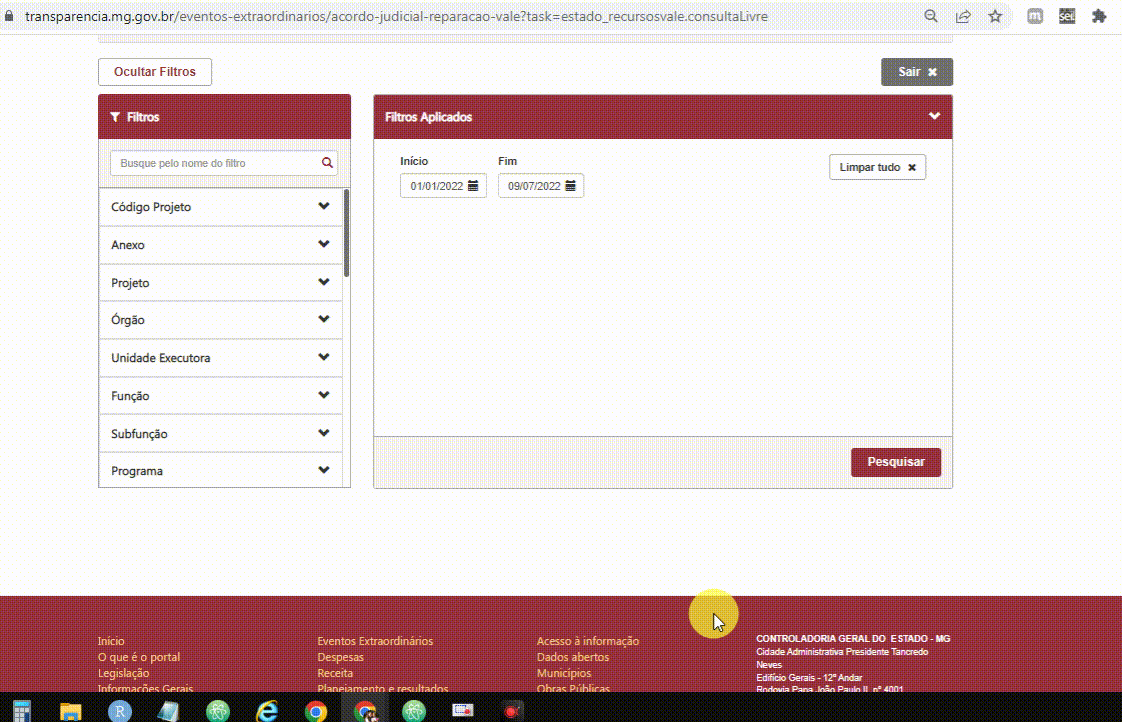 transparencia.mg.gov.br/eventos-extraordinarios/acordo-judicial-reparacao-vale?task=estado_recursosvale.consultaLivre
m
sei
Ocultar Filtros
Sair ✖
Filtros
Filtros Aplicados
Busque pelo nome do filtro
Início Fim
01/01/2022 09/07/2022
Limpar tudo ✖
Código Projeto
Anexo
Projeto
Órgão
Unidade Executora
Função
Subfunção
Programa
Pesquisar
Início
O que é o portal
Legislação
Informações Gerais
Eventos Extraordinários
Despesas
Receita
Planejamento e resultados
Acesso à informação
Dados abertos
Municípios
Obras Públicas
CONTROLADORIA GERAL DO ESTADO - MG
Cidade Administrativa Presidente Tancredo
Neves
Edifício Gerais - 12º Andar
Rodovia Papa João Paulo II, nº 4001
R